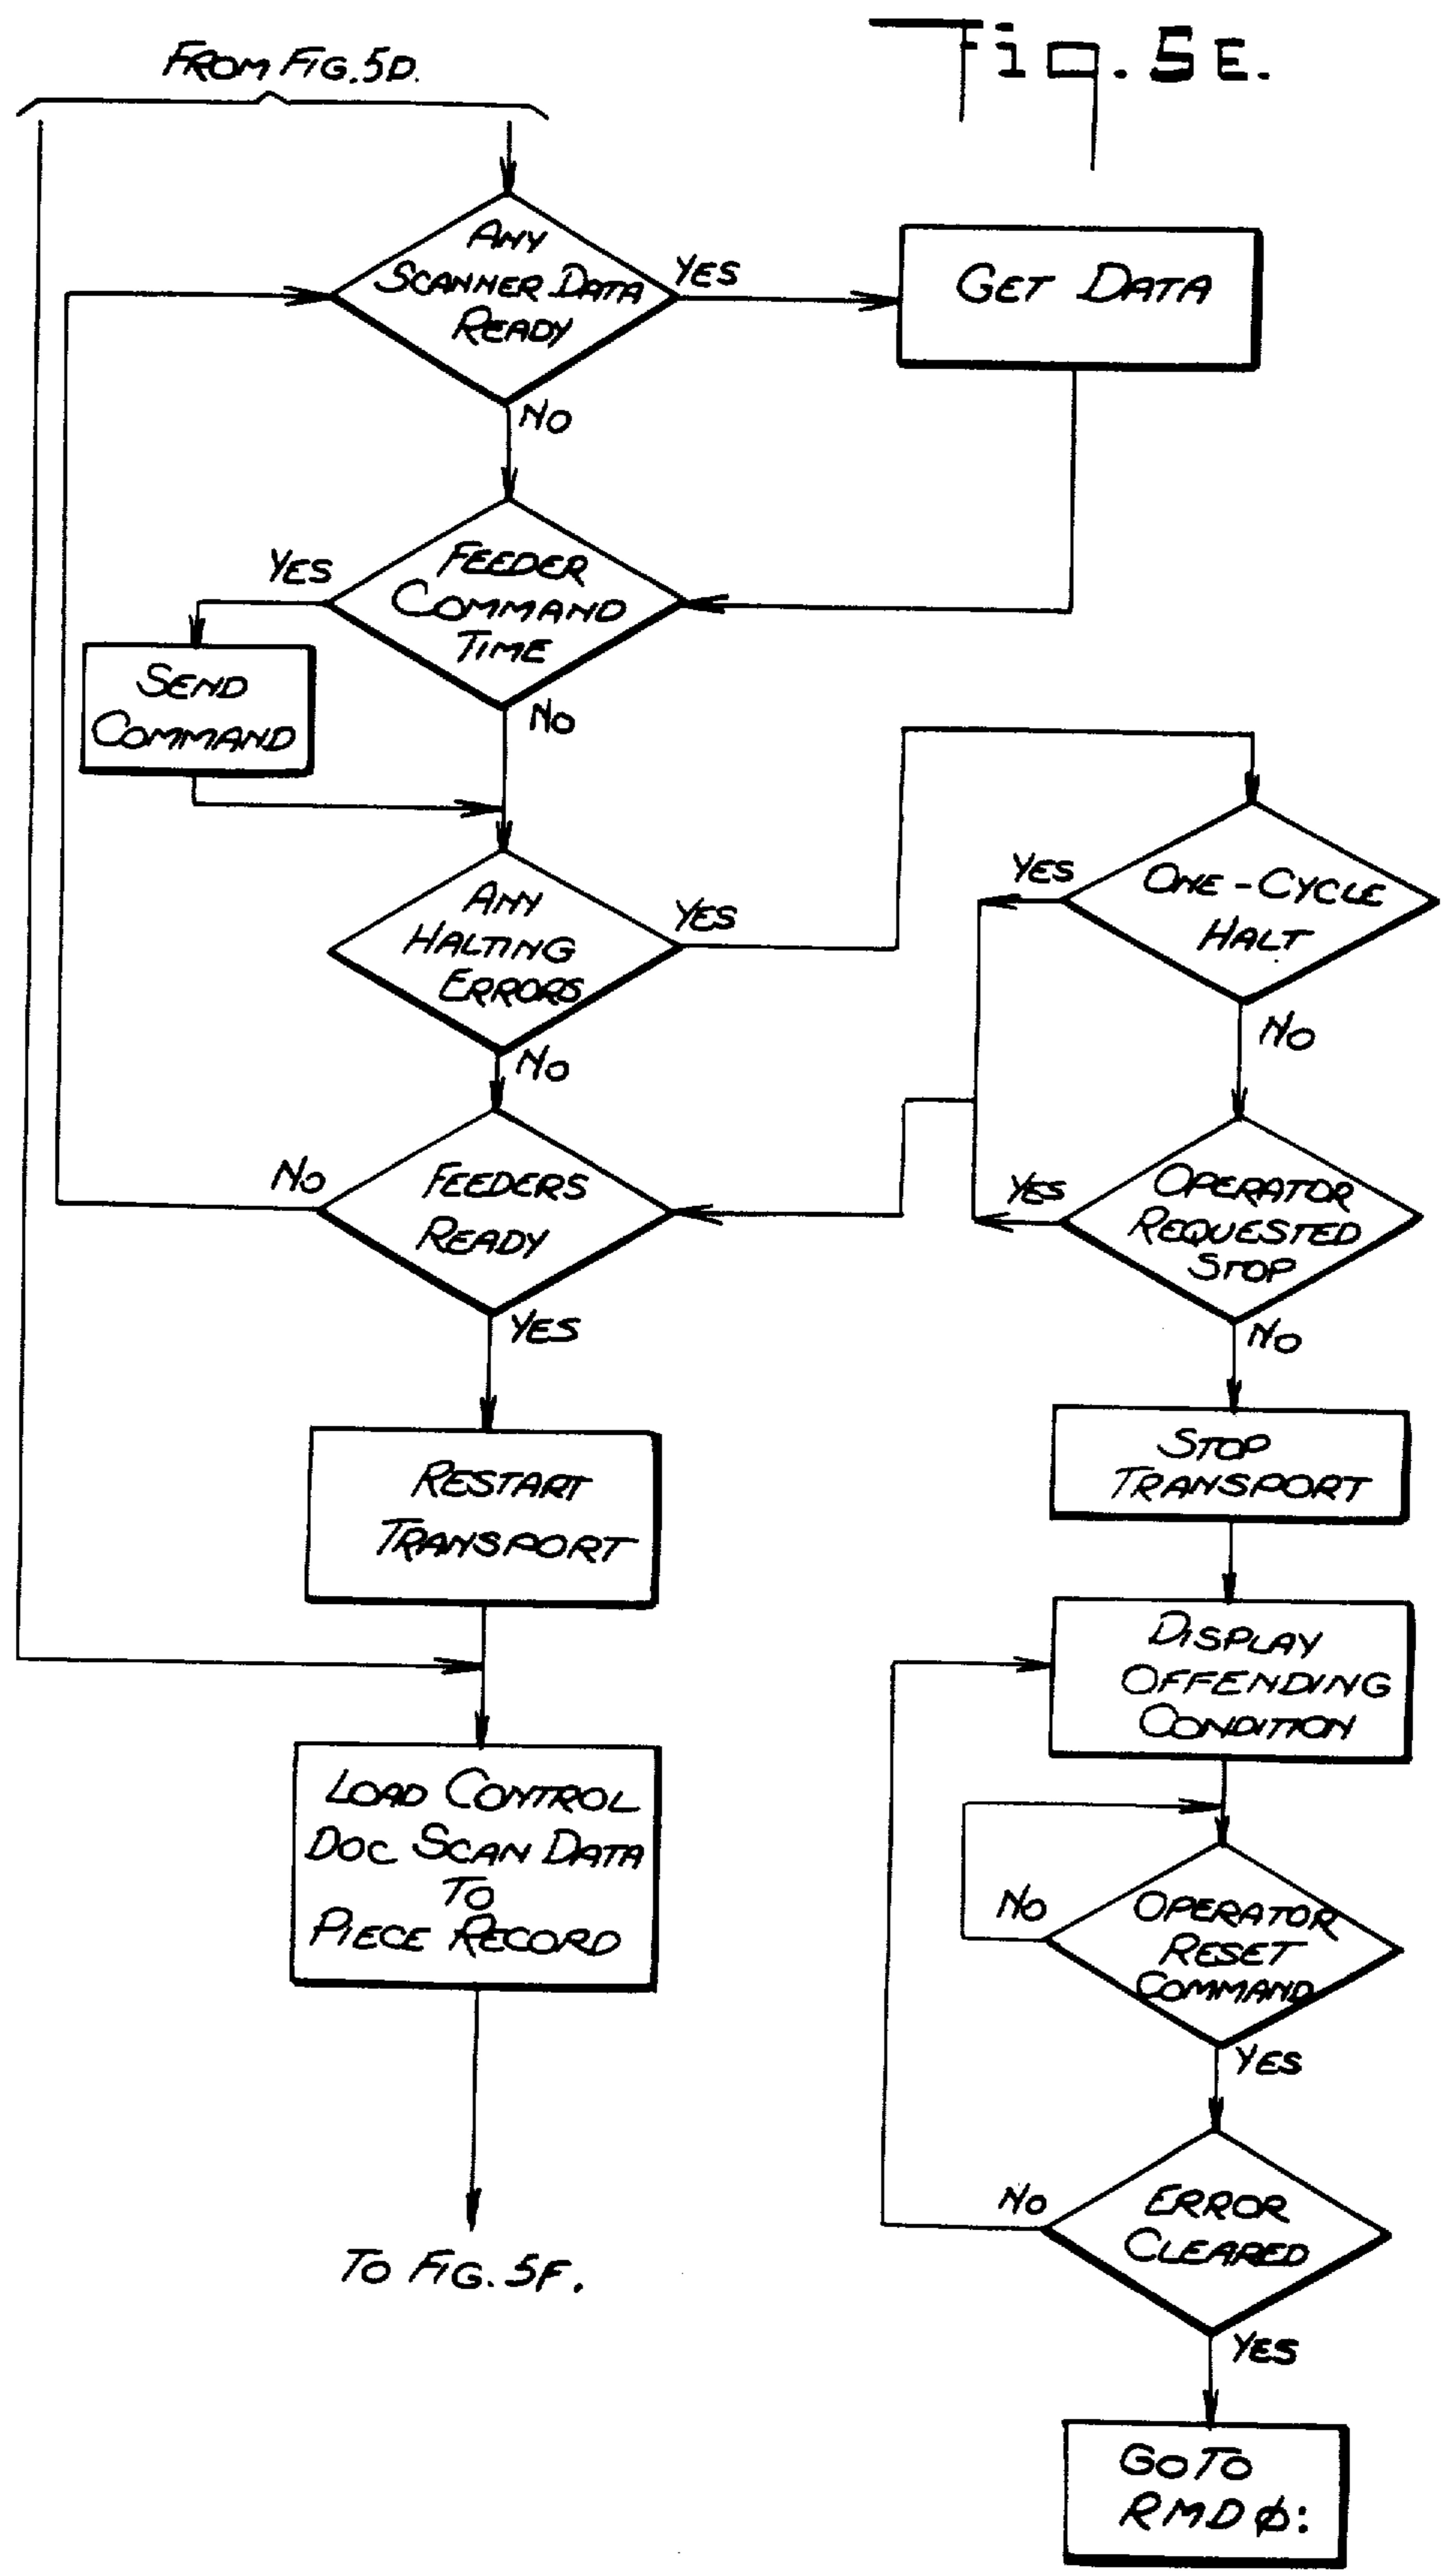 FIG. 5E.
FROM FIG. 5D.
ANY
SCANNER DATA
READY
YES
GET DATA
NO
FEEDER
COMMAND
TIME
YES
SEND
COMMAND
NO
ANY
HALTING
ERRORS
YES
ONE-CYCLE
HALT
YES
NO
NO
FEEDERS
READY
NO
OPERATOR
REQUESTED
STOP
YES
YES
NO
RESTART
TRANSPORT
STOP
TRANSPORT
DISPLAY
OFFENDING
CONDITION
LOAD CONTROL
DOC SCAN DATA
TO
PIECE RECORD
NO
OPERATOR
RESET
COMMAND
YES
TO FIG. 5F.
NO
ERROR
CLEARED
YES
GO TO
RMDφ: